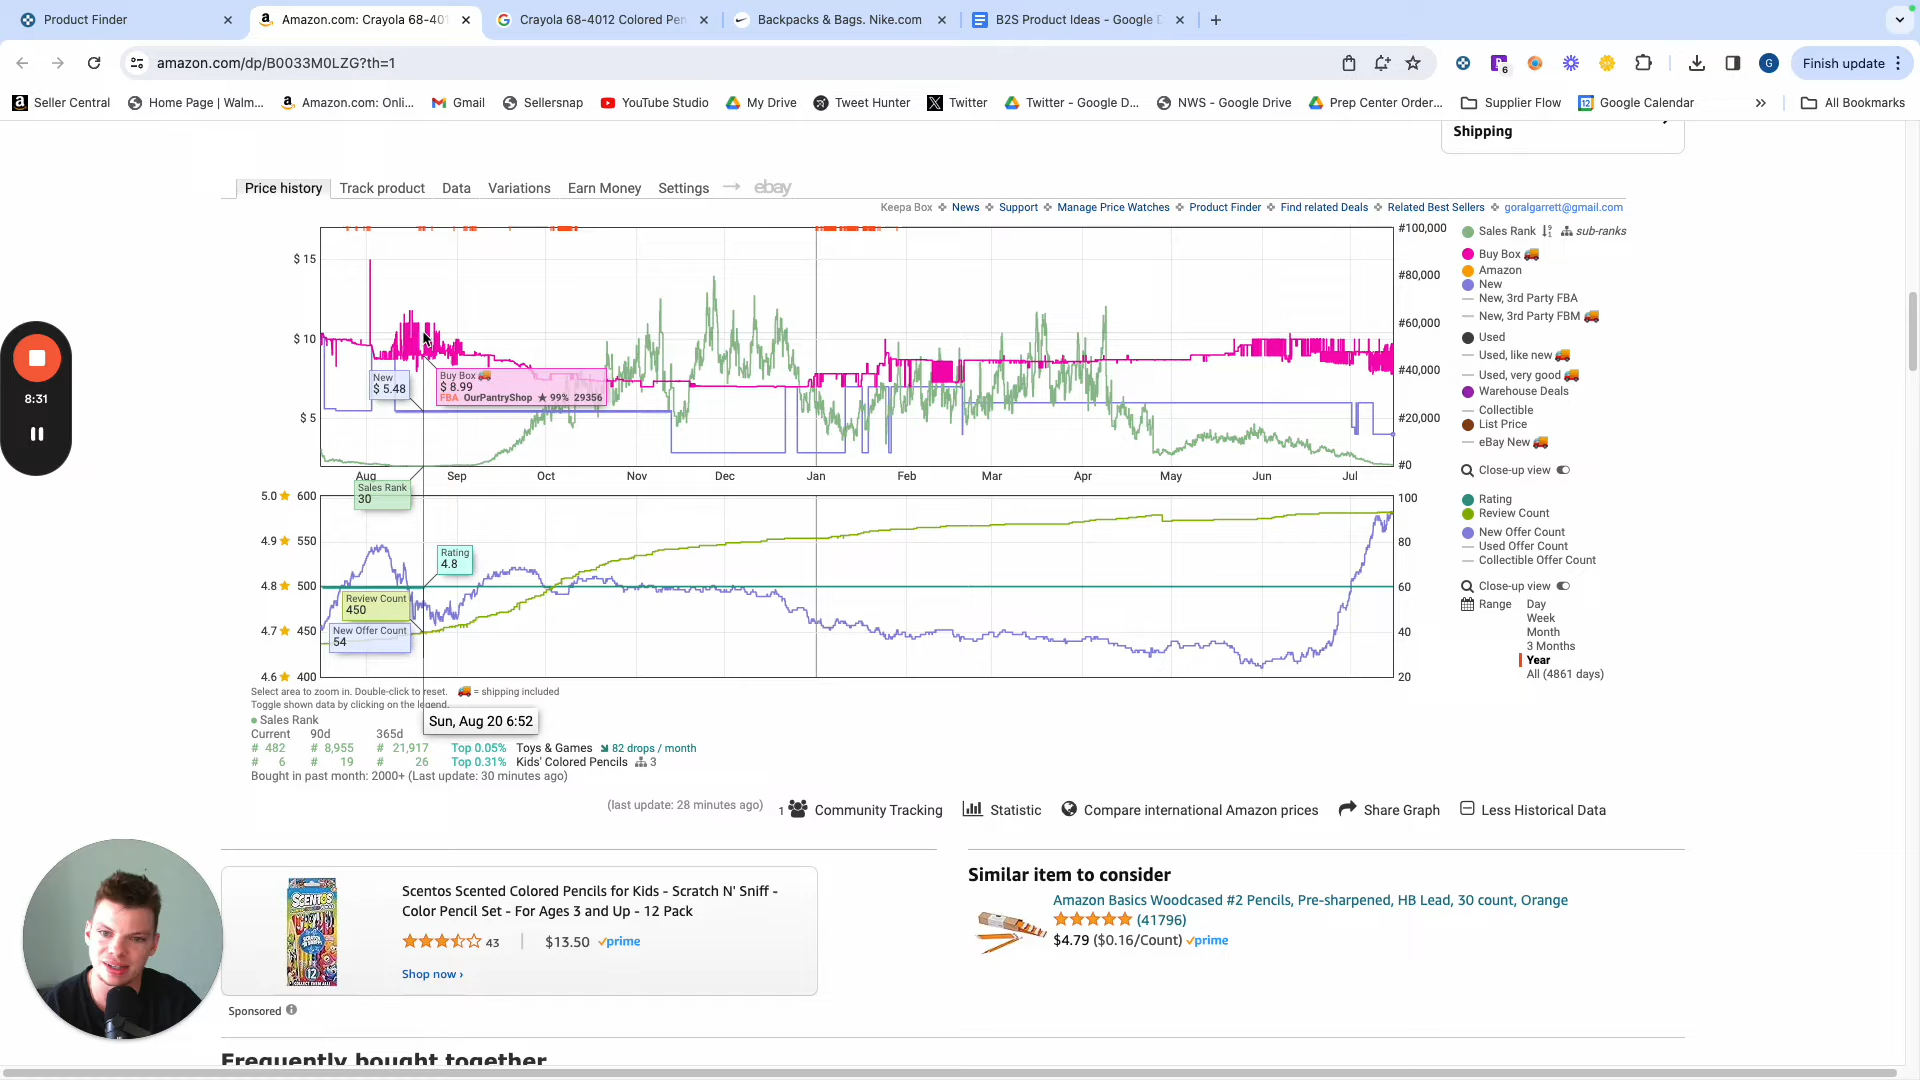 Product Finder
Amazon.com: Crayola 68-401
Crayola 68-4012 Colored Pen
Backpacks & Bags. Nike.com
B2S Product Ideas - Google D
amazon.com/dp/B0033M0LZG?th=1
6
G
Finish update
Seller Central
Home Page | Walm...
Amazon.com: Onli...
Gmail
Sellersnap
YouTube Studio
My Drive
Tweet Hunter
Twitter
Twitter - Google D...
NWS - Google Drive
Prep Center Order...
Supplier Flow
12
Google Calendar
All Bookmarks
Shipping
Price history
Track product
Data
Variations
Earn Money
Settings
ebay
Keepa Box
News
Support
Manage Price Watches
Product Finder
Find related Deals
Related Best Sellers
goralgarrett@gmail.com
$ 15
$ 10
$ 5
#100,000
#80,000
#60,000
#40,000
#20,000
#0
Sales Rank
sub-ranks
Buy Box
Amazon
New
New, 3rd Party FBA
New, 3rd Party FBM
Used
Used, like new
Used, very good
Warehouse Deals
Collectible
List Price
eBay New
Close-up view
New
$ 5.48
Buy Box
$ 8.99
FBA OurPantryShop ★ 99% 29356
8:31
Aug
Sep
Oct
Nov
Dec
Jan
Feb
Mar
Apr
May
Jun
Jul
Sales Rank
30
5.0 ★ 600
4.9 ★ 550
4.8 ★ 500
4.7 ★ 450
4.6 ★ 400
100
80
60
40
20
Rating
4.8
Review Count
450
New Offer Count
54
Rating
Review Count
New Offer Count
Used Offer Count
Collectible Offer Count
Close-up view
Range
Day
Week
Month
3 Months
Year
All (4861 days)
Select area to zoom in. Double-click to reset.
= shipping included
Toggle shown data by clicking on the legend.
Sun, Aug 20 6:52
Sales Rank
Current 90d 365d
# 482 # 8,955 # 21,917 Top 0.05% Toys & Games 82 drops / month
# 6 # 19 # 26 Top 0.31% Kids' Colored Pencils 3
Bought in past month: 2000+ (Last update: 30 minutes ago)
(last update: 28 minutes ago)
1
Community Tracking
Statistic
Compare international Amazon prices
Share Graph
Less Historical Data
SCENTOS
12
Scentos Scented Colored Pencils for Kids - Scratch N' Sniff -
Color Pencil Set - For Ages 3 and Up - 12 Pack
43 | $13.50 prime
Shop now ›
Sponsored
Similar item to consider
Amazon Basics Woodcased #2 Pencils, Pre-sharpened, HB Lead, 30 count, Orange
(41796)
$4.79 ($0.16/Count) prime
Frequently bought together